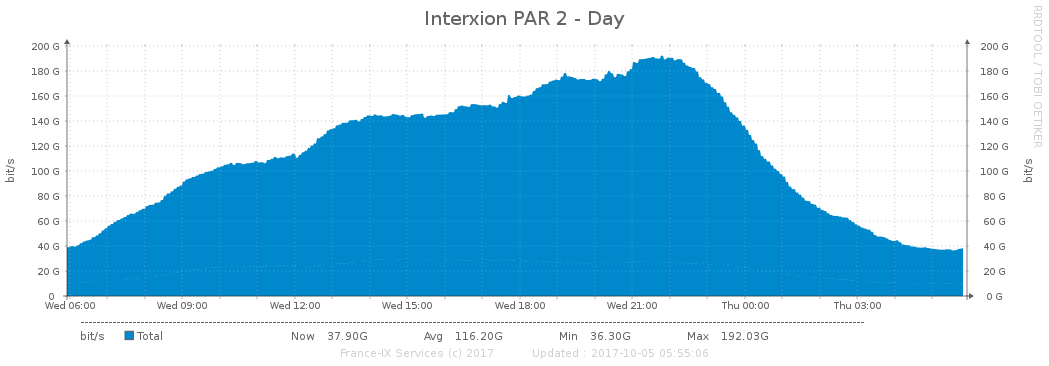 Interxion PAR 2 - Day
RRDTOOL / TOBI OETIKER
bit/s
200 G 200 G
180 G 180 G
160 G 160 G
140 G 140 G
120 G 120 G
100 G 100 G
80 G 80 G
60 G 60 G
40 G 40 G
20 G 20 G
0 0 G
bit/s
Wed 06:00 Wed 09:00 Wed 12:00 Wed 15:00 Wed 18:00 Wed 21:00 Thu 00:00 Thu 03:00
bit/s Total Now 37.90G Avg 116.20G Min 36.30G Max 192.03G
France-IX Services (c) 2017 Updated : 2017-10-05 05:55:06